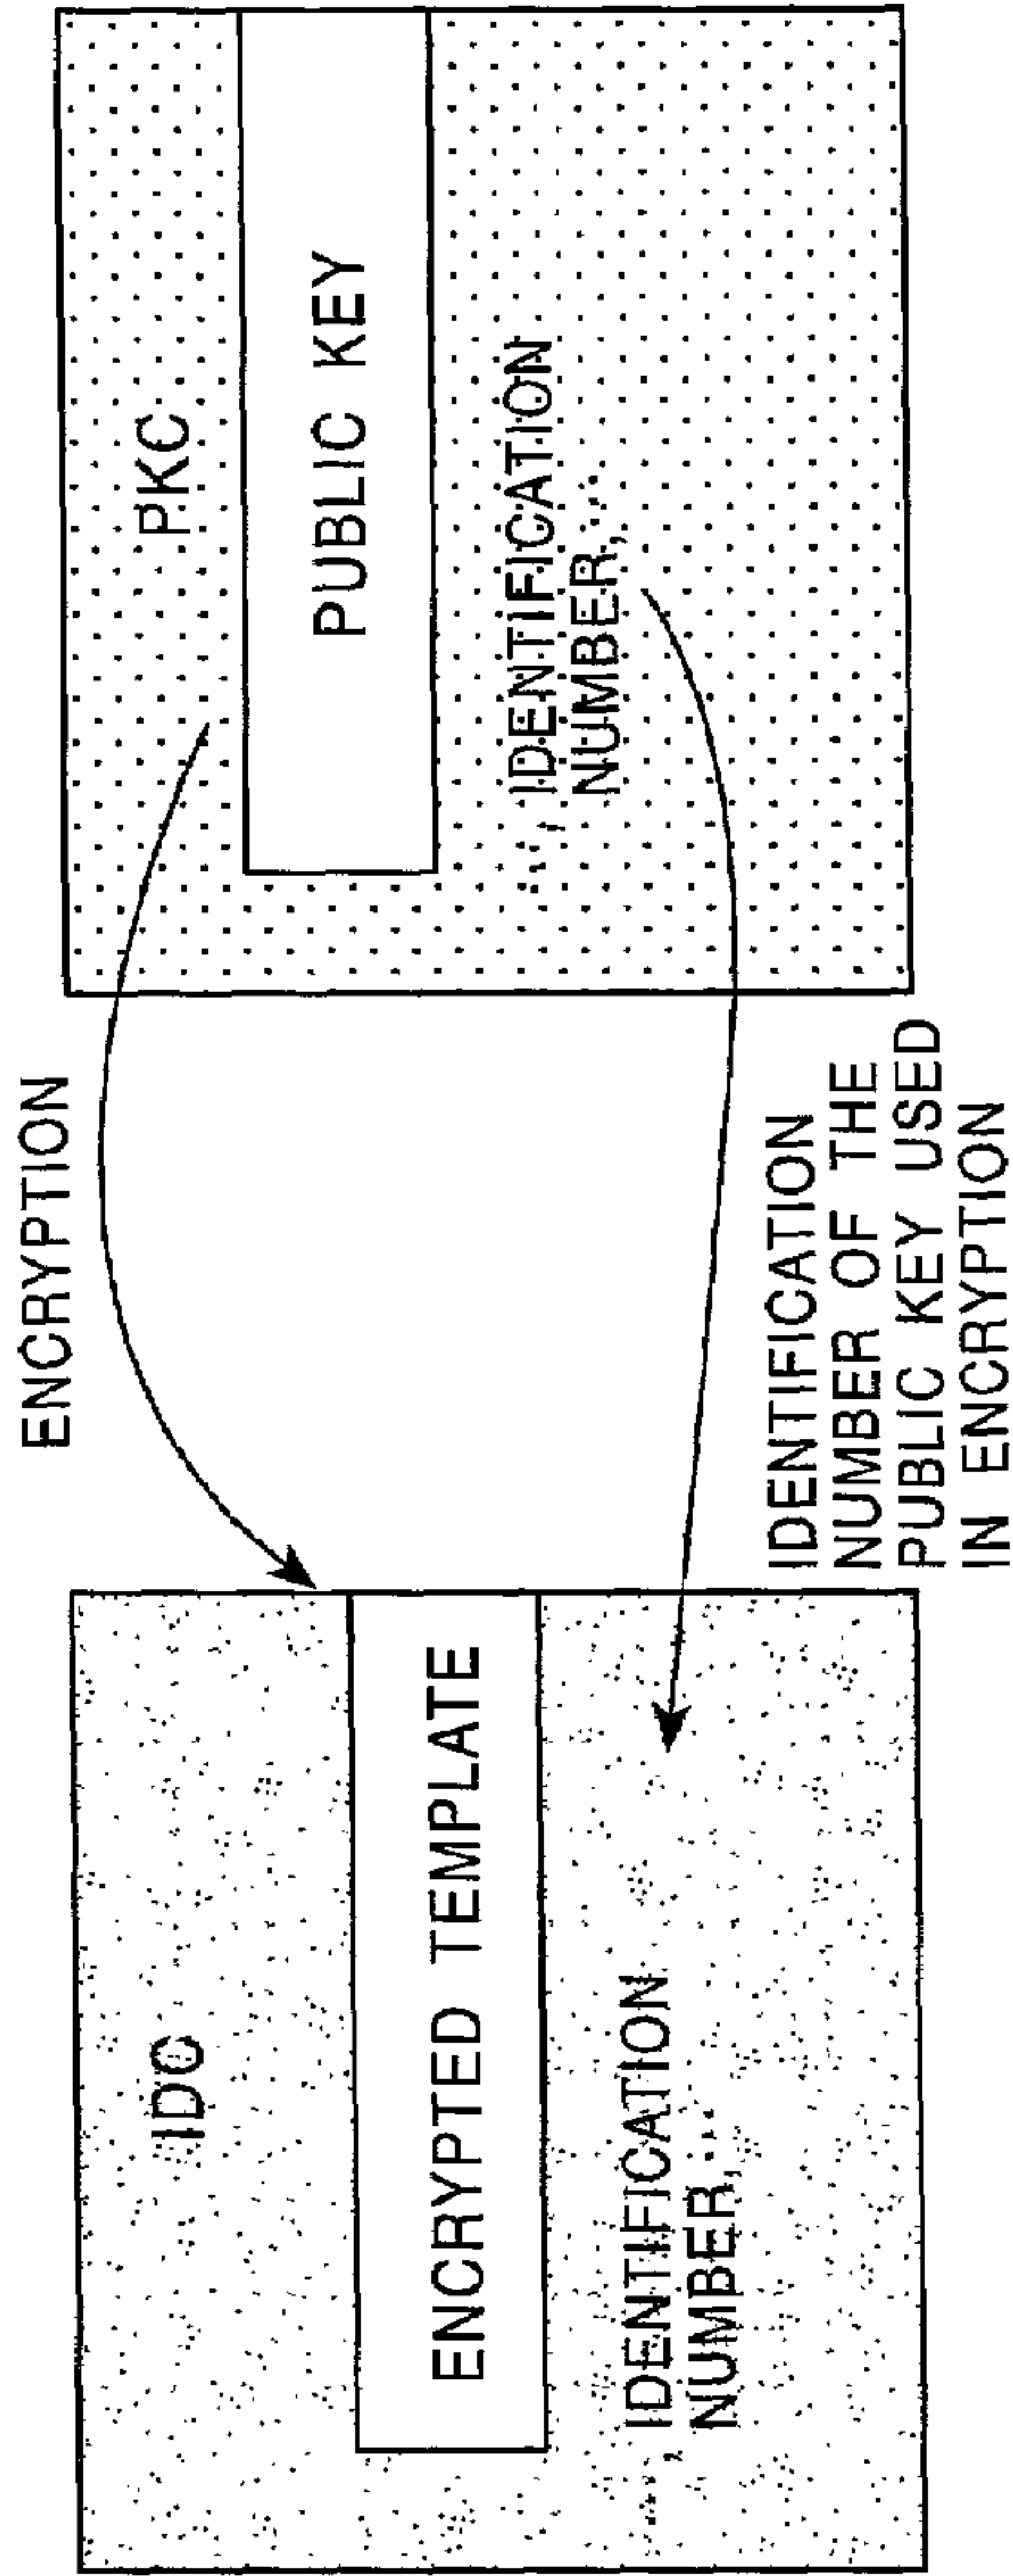 IDC
ENCRYPTED TEMPLATE
..., IDENTIFICATION
NUMBER, ...
ENCRYPTION
IDENTIFICATION
NUMBER OF THE
PUBLIC KEY USED
IN ENCRYPTION
PKC
PUBLIC KEY
..., IDENTIFICATION
NUMBER, ...